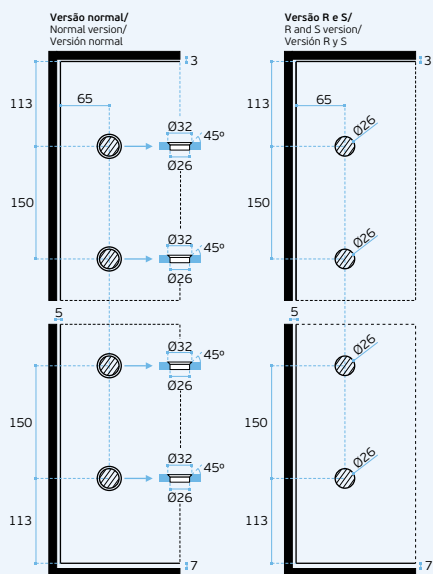 Versão normal/
Normal version/
Versión normal
3
113
65
Ø32
45º
Ø26
150
Ø32
45º
Ø26
5
Ø32
45º
Ø26
150
Ø32
45º
Ø26
113
7
Versão R e S/
R and S version/
Versión R y S
3
113
65
Ø26
150
Ø26
5
Ø26
150
Ø26
113
7